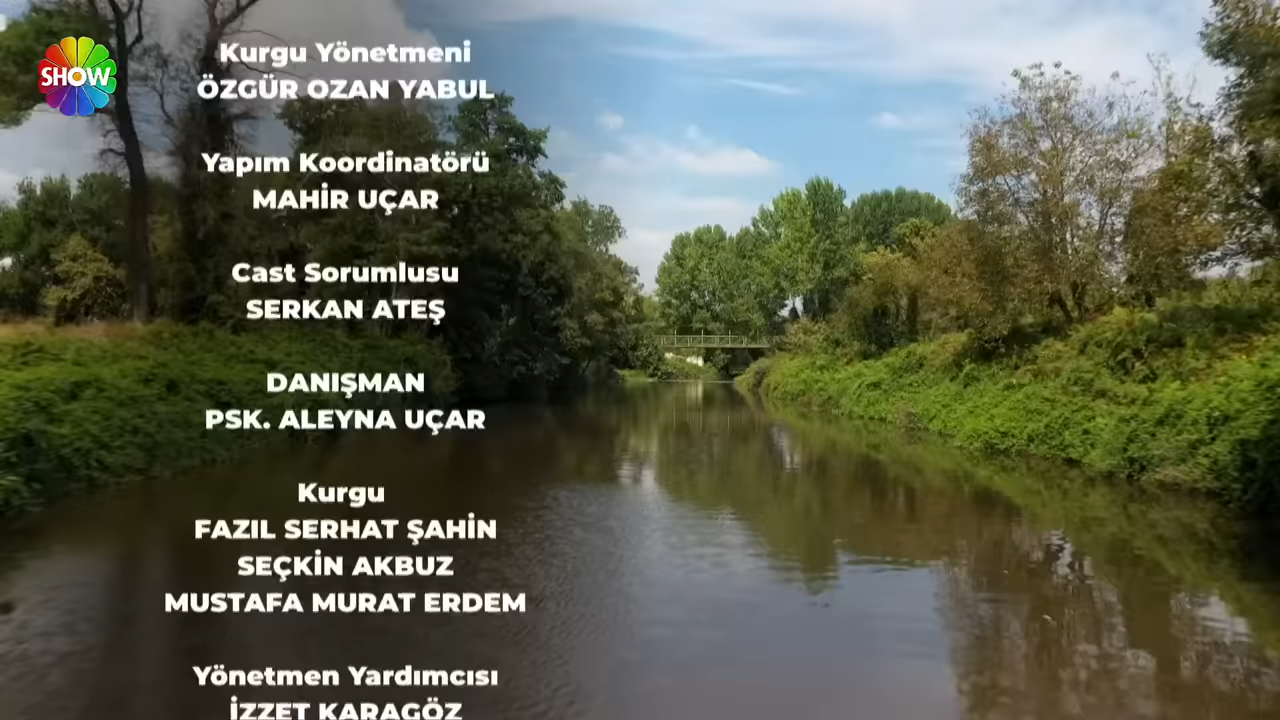 SHOW
Kurgu Yönetmeni
ÖZGÜR OZAN YABUL
Yapım Koordinatörü
MAHİR UÇAR
Cast Sorumlusu
SERKAN ATEŞ
DANIŞMAN
PSK. ALEYNA UÇAR
Kurgu
FAZIL SERHAT ŞAHİN
SEÇKİN AKBUZ
MUSTAFA MURAT ERDEM
Yönetmen Yardımcısı
İZZET KARAGÖZ